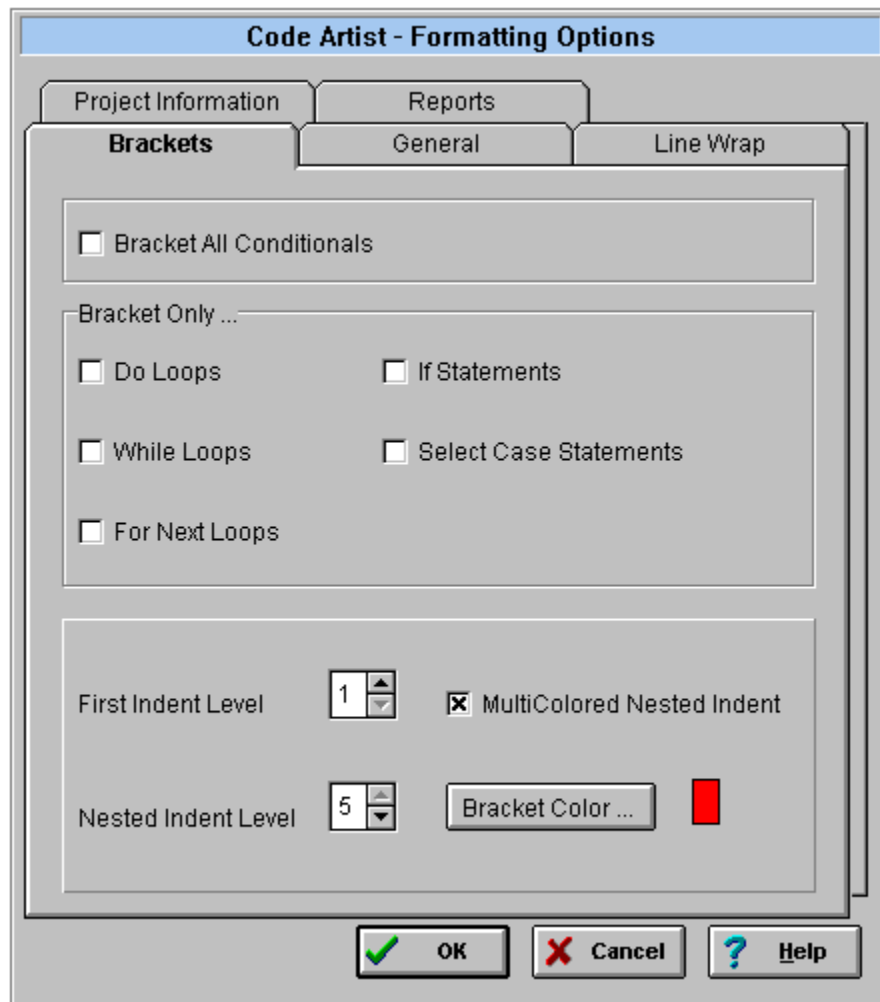 Code Artist - Formatting Options
Project Information Reports
Brackets General Line Wrap
Bracket All Conditionals
Bracket Only ...
Do Loops If Statements
While Loops Select Case Statements
For Next Loops
First Indent Level 1 MultiColored Nested Indent
Nested Indent Level 5 Bracket Color ...
OK Cancel Help